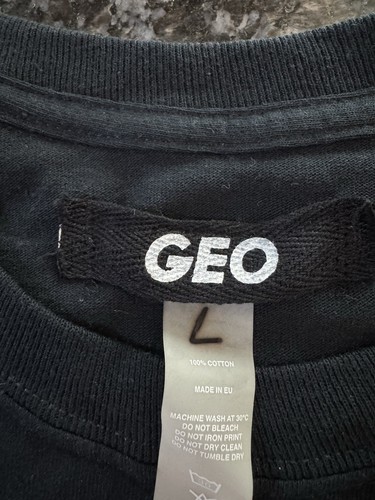 GEO
L
100% COTTON
MADE IN EU
MACHINE WASH AT 30°C
DO NOT BLEACH
DO NOT IRON PRINT
DO NOT DRY CLEAN
DO NOT TUMBLE DRY